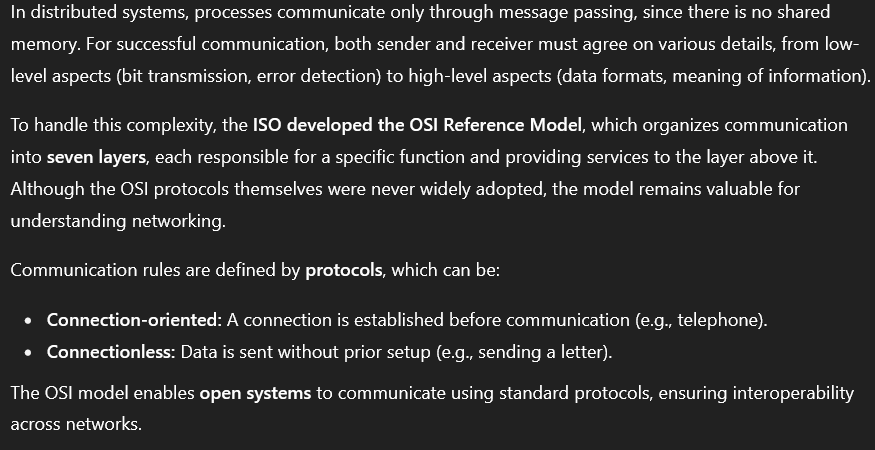 In distributed systems, processes communicate only through message passing, since there is no shared
memory. For successful communication, both sender and receiver must agree on various details, from low-
level aspects (bit transmission, error detection) to high-level aspects (data formats, meaning of information).
To handle this complexity, the ISO developed the OSI Reference Model, which organizes communication
into seven layers, each responsible for a specific function and providing services to the layer above it.
Although the OSI protocols themselves were never widely adopted, the model remains valuable for
understanding networking.
Communication rules are defined by protocols, which can be:
• Connection-oriented: A connection is established before communication (e.g., telephone).
• Connectionless: Data is sent without prior setup (e.g., sending a letter).
The OSI model enables open systems to communicate using standard protocols, ensuring interoperability
across networks.